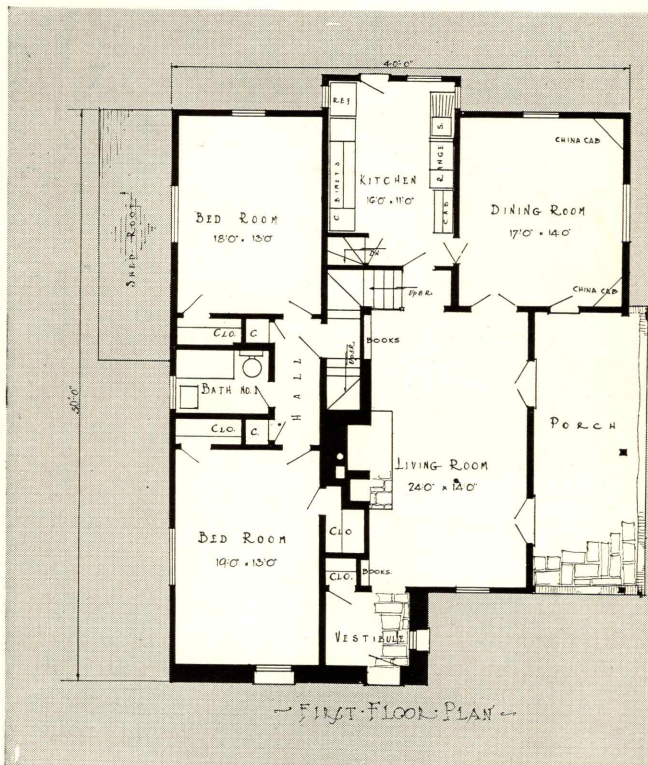 40'-0"
REF
S.
CHINA CAB
CABINETS
KITCHEN
16'0" x 11'0"
RANGE
CAB
BED ROOM
18'0" x 13'0"
DINING ROOM
17'0" x 14'0"
SHED ROOF
DN
UPPER
CHINA CAB
CLO.
C.
BOOKS
HALL
BATH NO. 1
50'-0"
PORCH
CLO.
C.
LIVING ROOM
24'0" x 14'0"
BED ROOM
19'0" x 13'0"
CLO
CLO.
BOOKS.
VESTIBULE
~ FIRST·FLOOR·PLAN ~